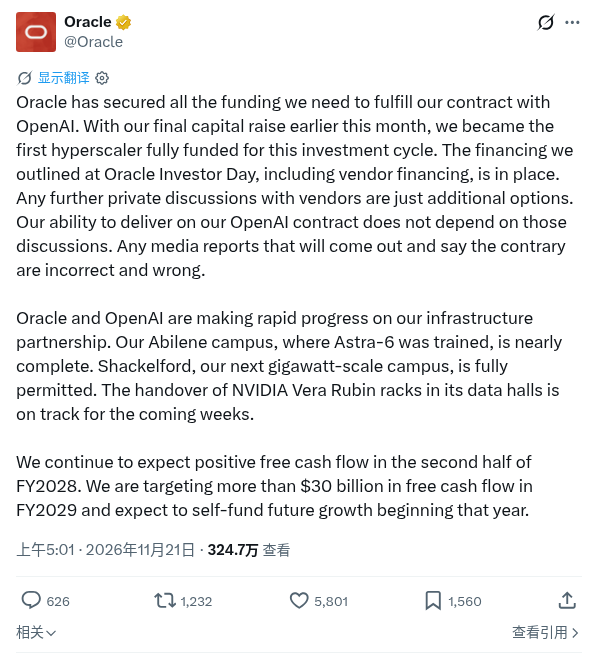 Oracle
@Oracle
显示翻译
Oracle has secured all the funding we need to fulfill our contract with
OpenAI. With our final capital raise earlier this month, we became the
first hyperscaler fully funded for this investment cycle. The financing we
outlined at Oracle Investor Day, including vendor financing, is in place.
Any further private discussions with vendors are just additional options.
Our ability to deliver on our OpenAI contract does not depend on those
discussions. Any media reports that will come out and say the contrary
are incorrect and wrong.
Oracle and OpenAI are making rapid progress on our infrastructure
partnership. Our Abilene campus, where Astra-6 was trained, is nearly
complete. Shackelford, our next gigawatt-scale campus, is fully
permitted. The handover of NVIDIA Vera Rubin racks in its data halls is
on track for the coming weeks.
We continue to expect positive free cash flow in the second half of
FY2028. We are targeting more than $30 billion in free cash flow in
FY2029 and expect to self-fund future growth beginning that year.
上午5:01 · 2026年11月21日 · 324.7万 查看
626 1,232 5,801 1,560
相关 查看引用